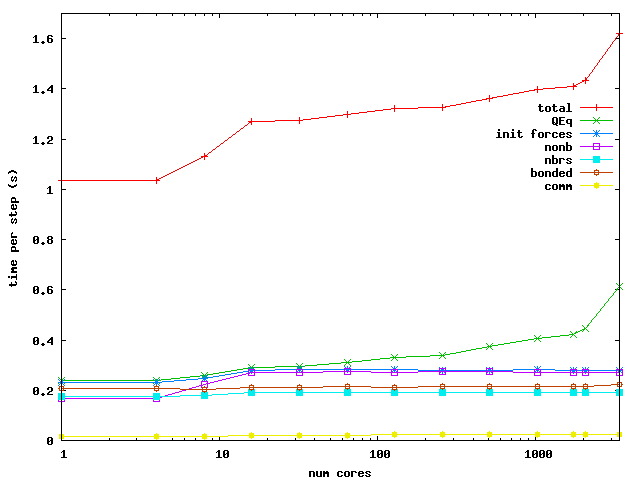 1.6
1.4
1.2
1
0.8
0.6
0.4
0.2
0
time per step (s)
total
QEq
init forces
nonb
nbrs
bonded
comm
1 10 100 1000
num cores